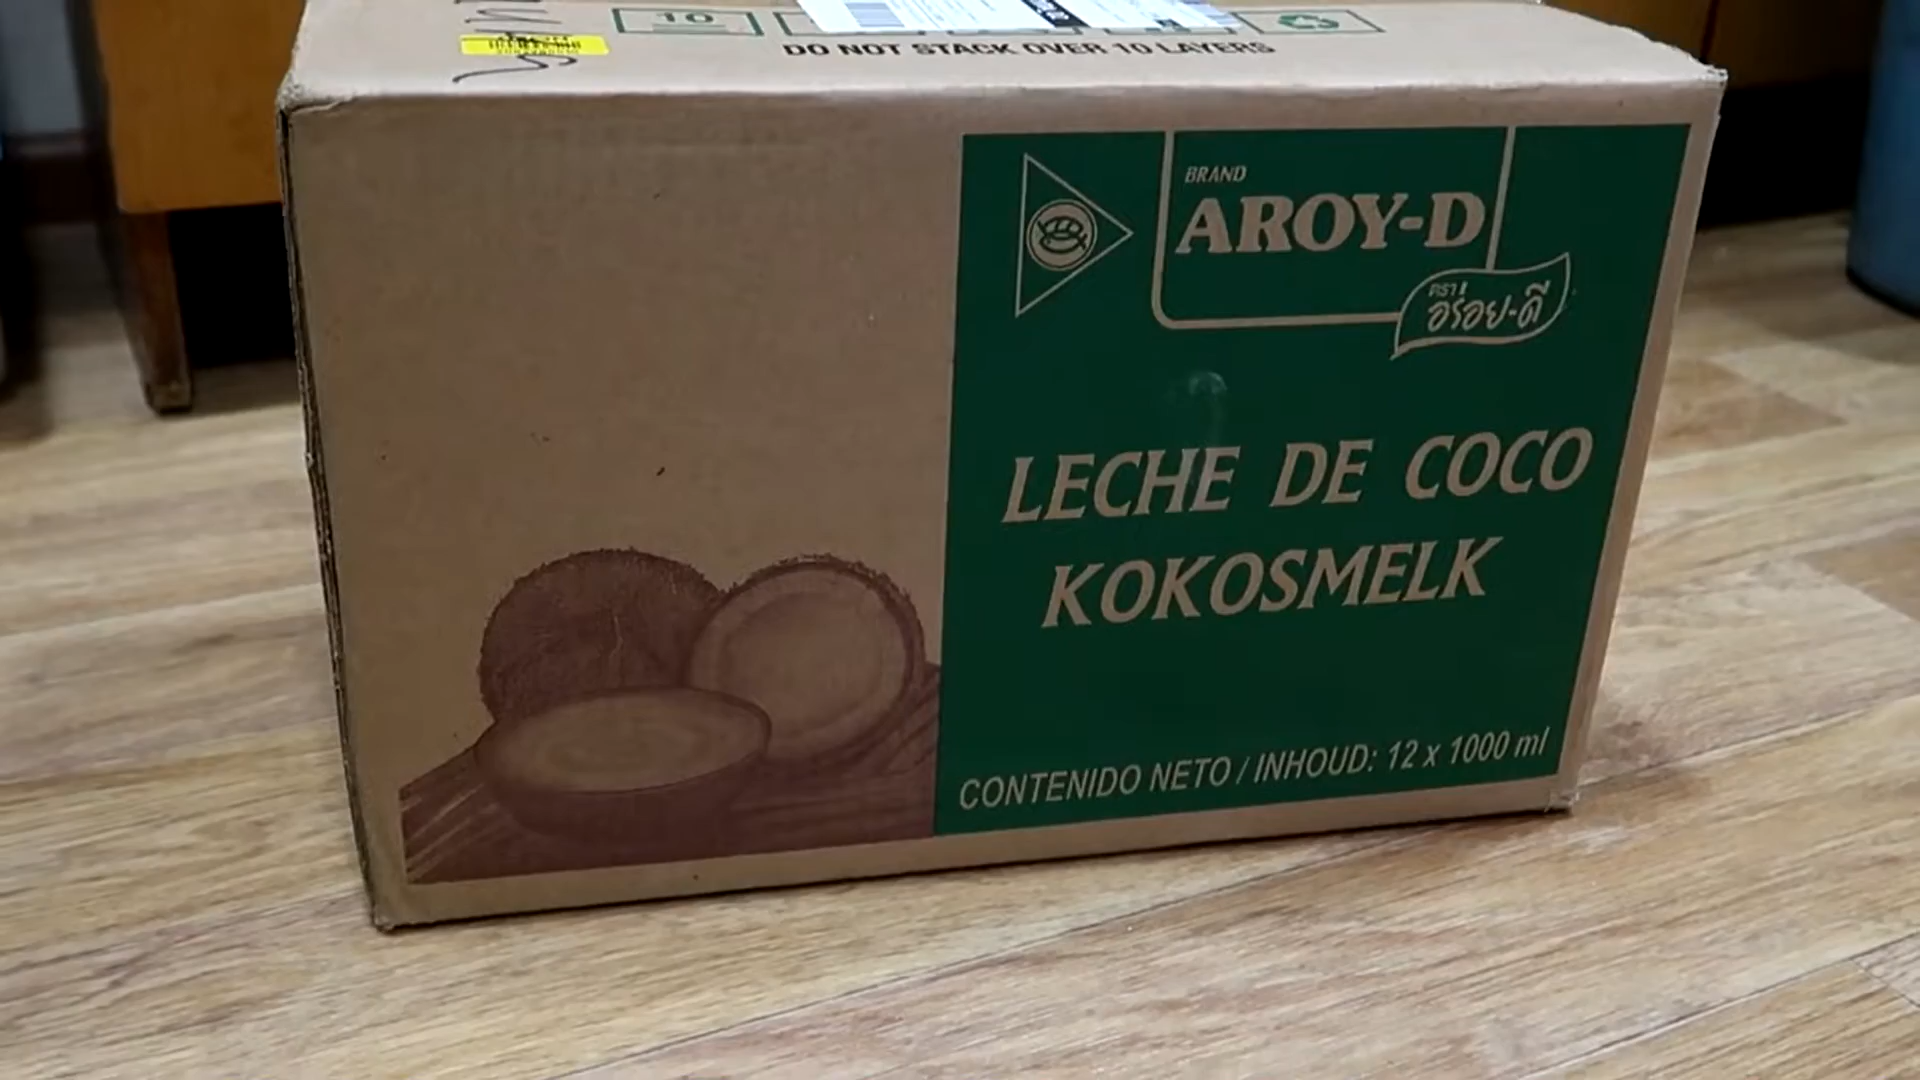 10
DO NOT STACK OVER 10 LAYERS
BRAND
AROY-D
ตรา
อร่อย-ดี
LECHE DE COCO
KOKOSMELK
CONTENIDO NETO / INHOUD: 12 x 1000 ml